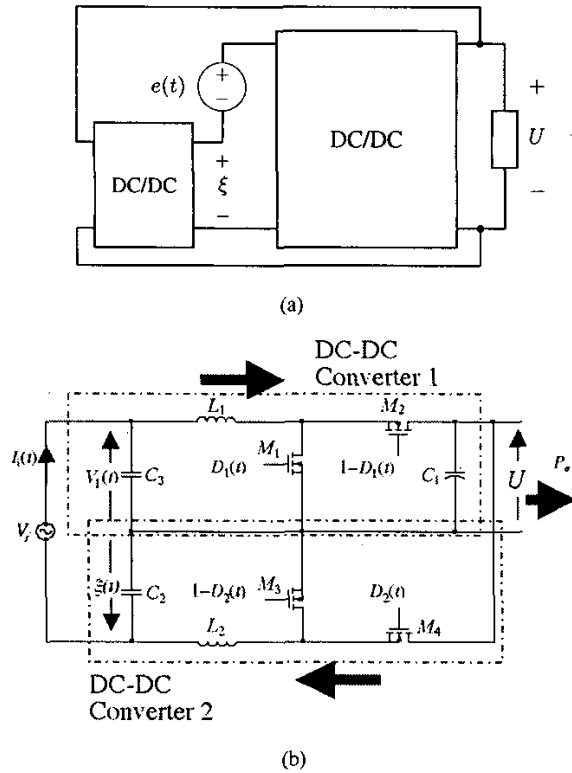 e(t)
+
−
DC/DC
+
ξ
−
DC/DC
+
U
−
(a)
DC-DC
Converter 1
L₁
M₂
I₁(t)
V₁(t)
C₃
D₁(t)
M₁
1−D₁(t)
C₁
U
Pₒ
ξ(t)
C₂
1−D₂(t)
M₃
D₂(t)
L₂
M₄
DC-DC
Converter 2
(b)